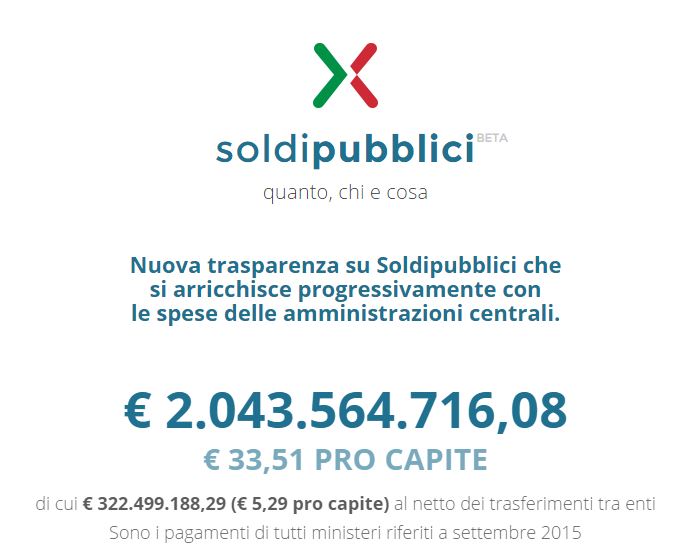 soldipubblici BETA
quanto, chi e cosa
Nuova trasparenza su Soldipubblici che
si arricchisce progressivamente con
le spese delle amministrazioni centrali.
€ 2.043.564.716,08
€ 33,51 PRO CAPITE
di cui € 322.499.188,29 (€ 5,29 pro capite) al netto dei trasferimenti tra enti
Sono i pagamenti di tutti ministeri riferiti a settembre 2015